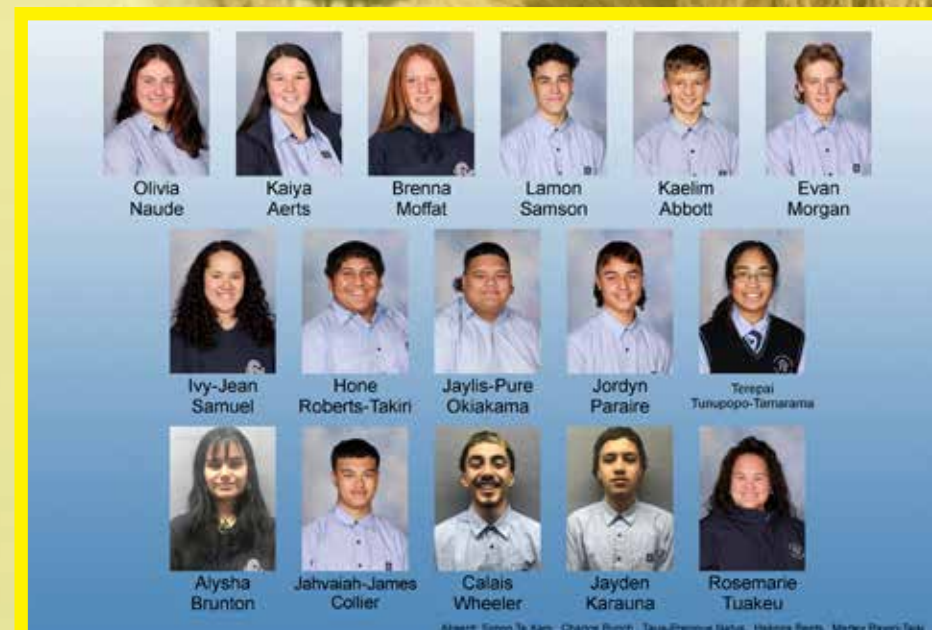 Olivia Naude
Kaiya Aerts
Brenna Moffat
Lamon Samson
Kaelim Abbott
Evan Morgan
Ivy-Jean Samuel
Hone Roberts-Takiri
Jaylis-Pure Okiakama
Jordyn Paraire
Terepai Tunupopo-Tamarama
Alysha Brunton
Jahvaiah-James Collier
Calais Wheeler
Jayden Karauna
Rosemarie Tuakeu
Absent: